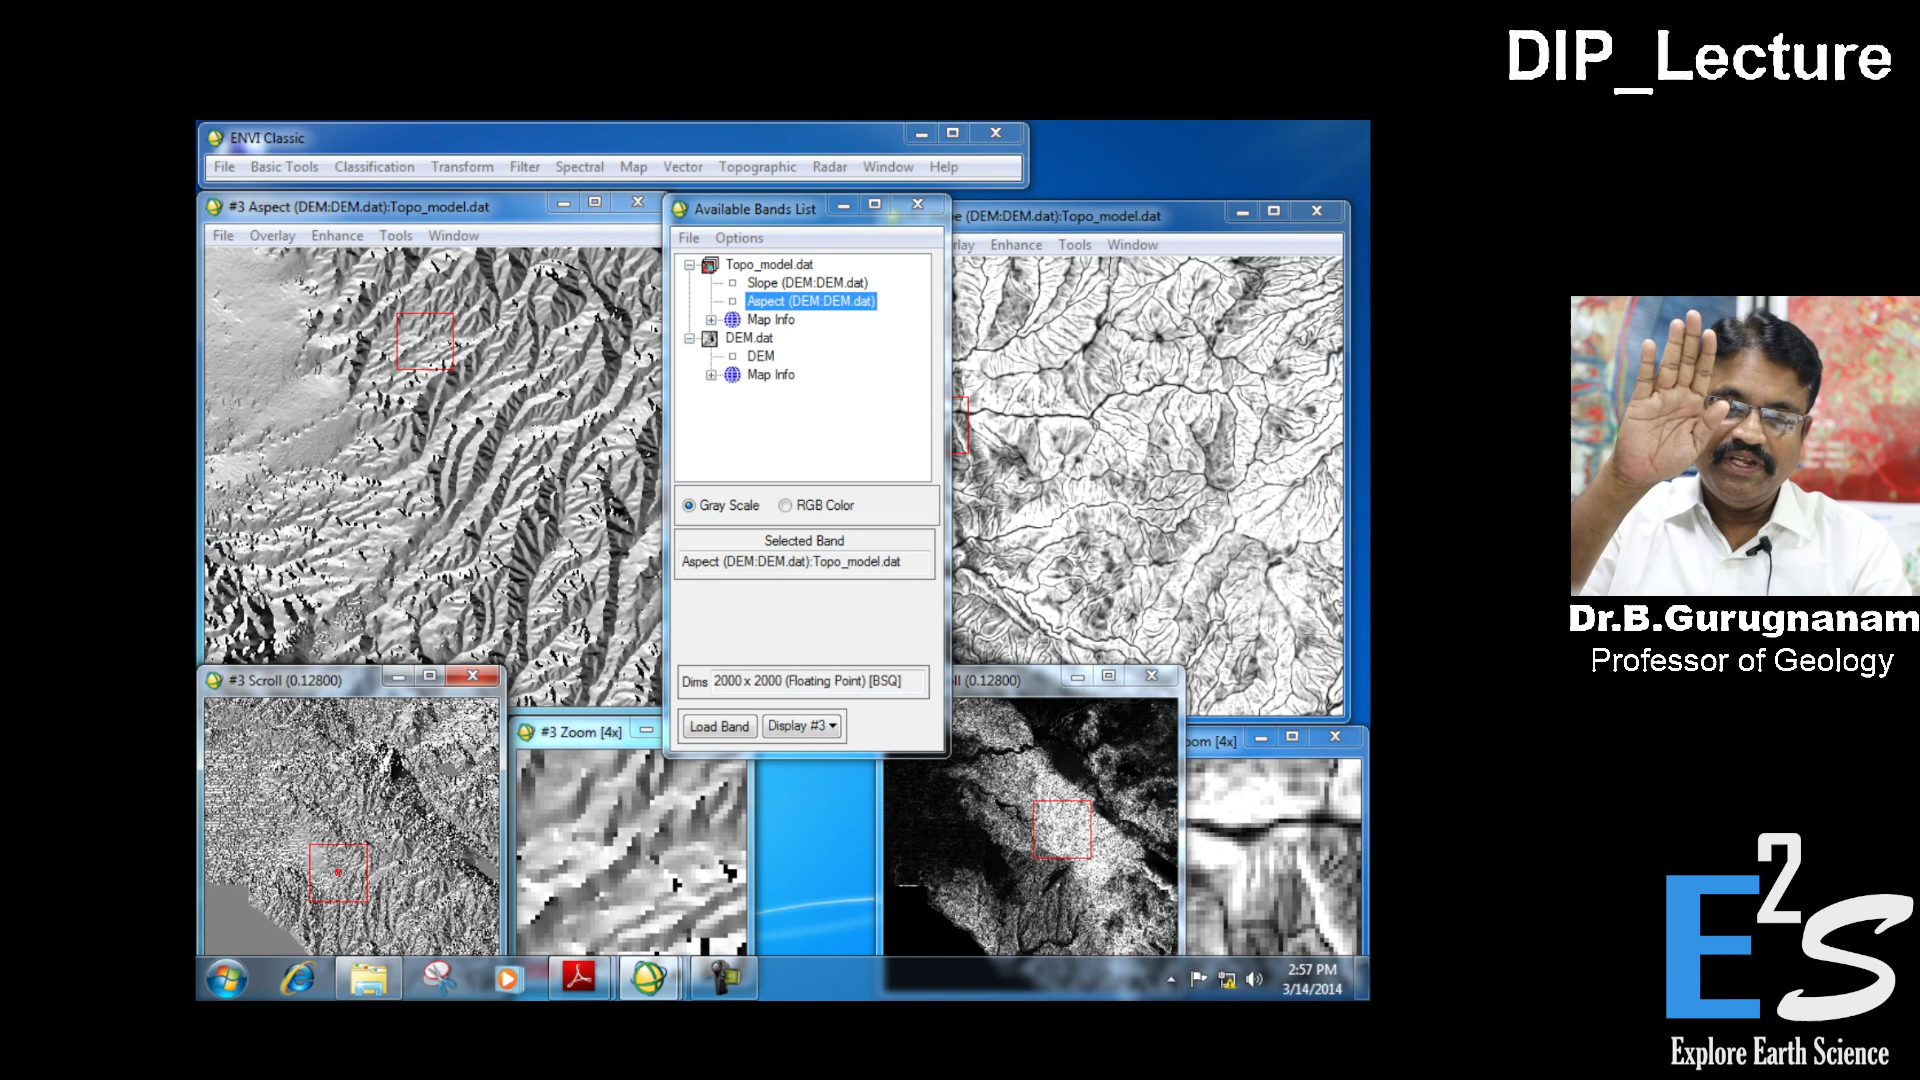 DIP_Lecture
ENVI Classic
File Basic Tools Classification Transform Filter Spectral Map Vector Topographic Radar Window Help
#3 Aspect (DEM:DEM.dat):Topo_model.dat
File Overlay Enhance Tools Window
Available Bands List
File Options
Topo_model.dat
Slope (DEM:DEM.dat)
Aspect (DEM:DEM.dat)
Map Info
DEM.dat
DEM
Map Info
Gray Scale RGB Color
Selected Band
Aspect (DEM:DEM.dat):Topo_model.dat
Dims 2000 x 2000 (Floating Point) [BSQ]
Load Band Display #3
(DEM:DEM.dat):Topo_model.dat
Enhance Tools Window
#3 Scroll (0.12800)
#3 Zoom [4x]
(0.12800)
[4x]
2:57 PM
3/14/2014
Dr.B.Gurugnanam
Professor of Geology
E2S
Explore Earth Science